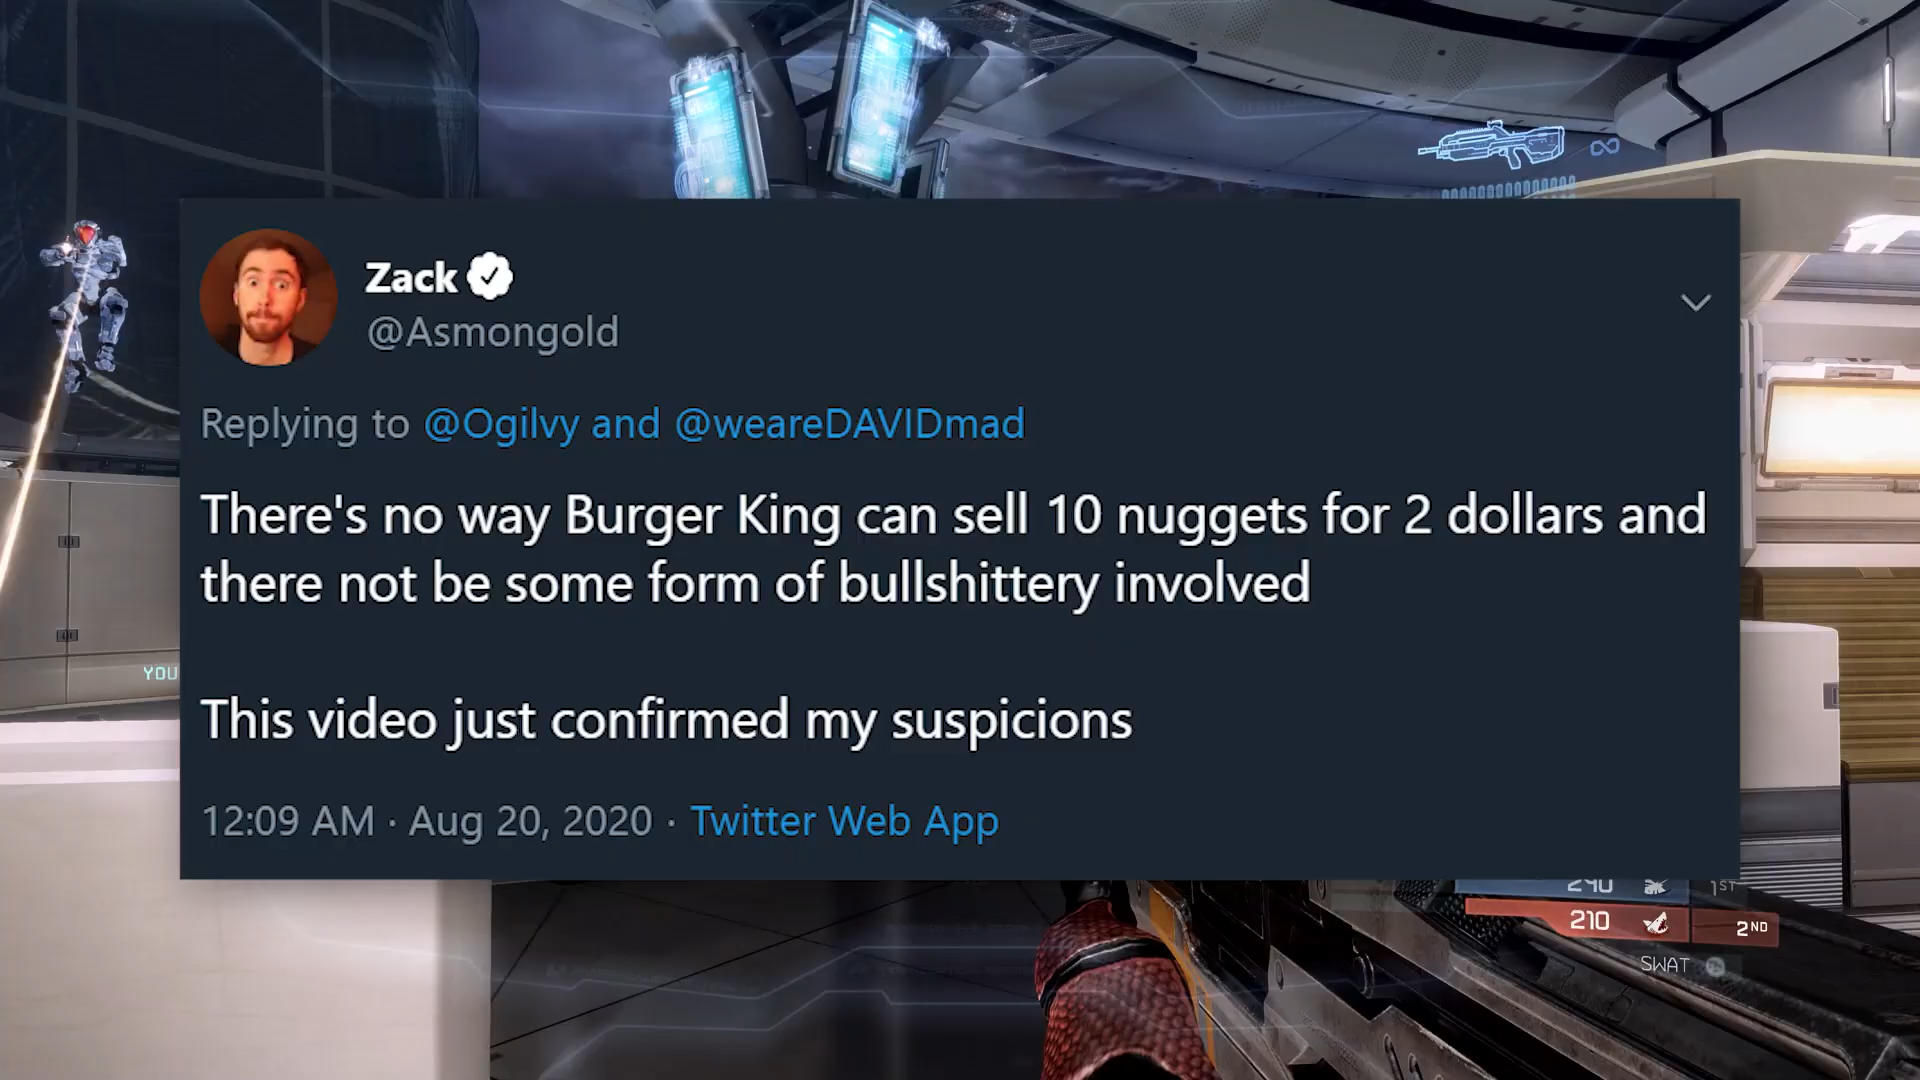 Zack
@Asmongold
Replying to @Ogilvy and @weareDAVIDmad
There's no way Burger King can sell 10 nuggets for 2 dollars and
there not be some form of bullshittery involved
This video just confirmed my suspicions
12:09 AM · Aug 20, 2020 · Twitter Web App
YOU
240 1ST
210 2ND
SWAT